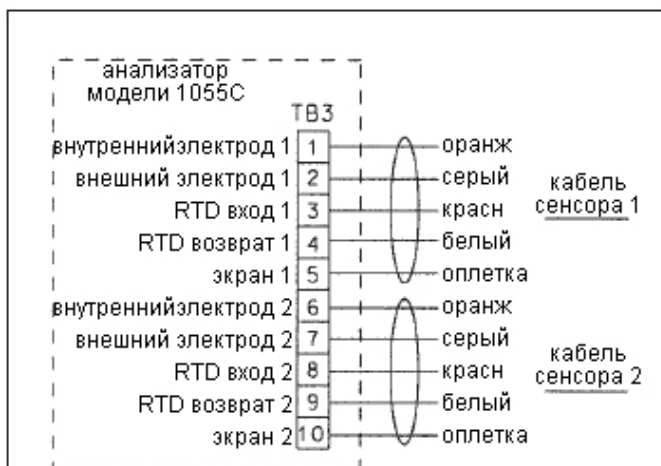 анализатор
модели 1055С
ТВ3
внутреннийэлектрод 1 1 оранж
внешний электрод 1 2 серый
RTD вход 1 3 красн
RTD возврат 1 4 белый
экран 1 5 оплетка
кабель
сенсора 1
внутреннийэлектрод 2 6 оранж
внешний электрод 2 7 серый
RTD вход 2 8 красн
RTD возврат 2 9 белый
экран 2 10 оплетка
кабель
сенсора 2